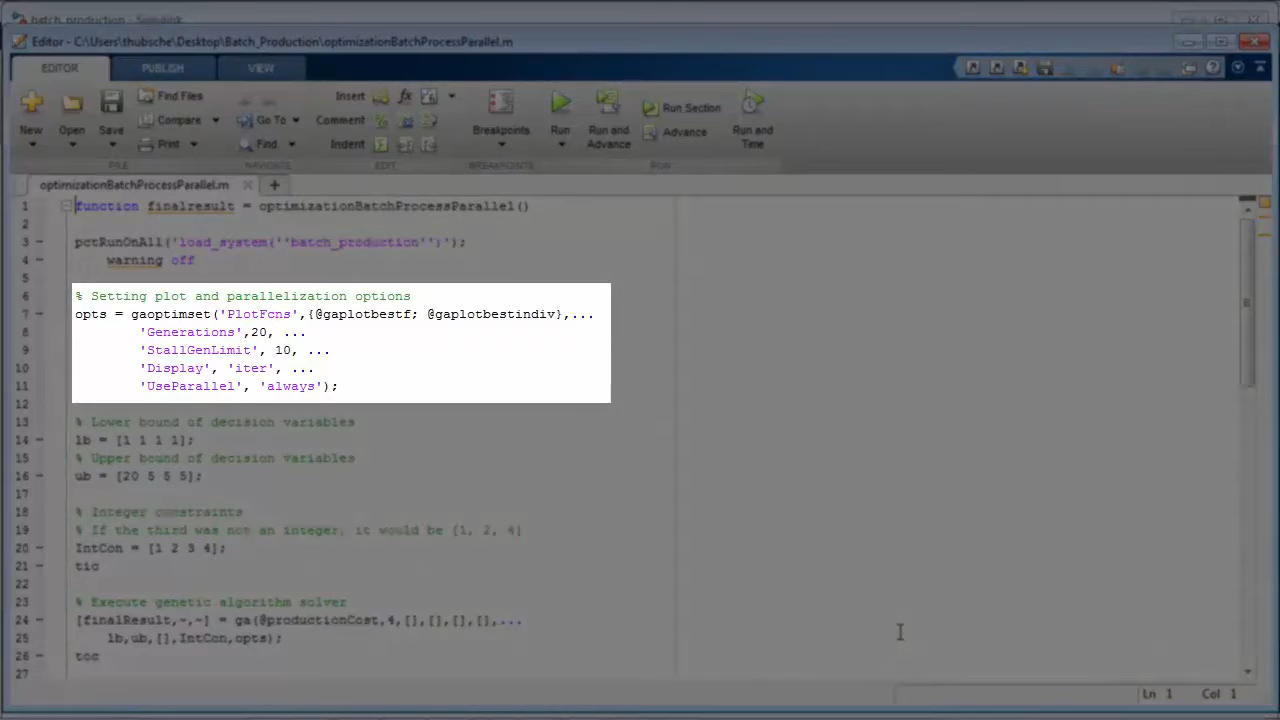 batch_production - Simulink
Editor - C:\Users\thubsche\Desktop\Batch_Production\optimizationBatchProcessParallel.m
EDITOR PUBLISH VIEW
New Open Save Find Files Compare Print Go To Find Insert fx Comment Indent Breakpoints Run Run and Advance Run Section Advance Run and Time
FILE NAVIGATE EDIT BREAKPOINTS RUN
optimizationBatchProcessParallel.m
1 function finalresult = optimizationBatchProcessParallel()
2
3 pctRunOnAll('load_system(''batch_production'')');
4 warning off
5
6 % Setting plot and parallelization options
7 opts = gaoptimset('PlotFcns',{@gaplotbestf; @gaplotbestindiv},...
8 'Generations',20, ...
9 'StallGenLimit', 10, ...
10 'Display', 'iter', ...
11 'UseParallel', 'always');
12
13 % Lower bound of decision variables
14 lb = [1 1 1 1];
15 % Upper bound of decision variables
16 ub = [20 5 5 5];
17
18 % Integer constraints
19 % If the third was not an integer, it would be [1, 2, 4]
20 IntCon = [1 2 3 4];
21 tic
22
23 % Execute genetic algorithm solver
24 [finalResult,~,~] = ga(@productionCost,4,[],[],[],[],...
25 lb,ub,[],IntCon,opts);
26 toc
27
Ln 1 Col 1